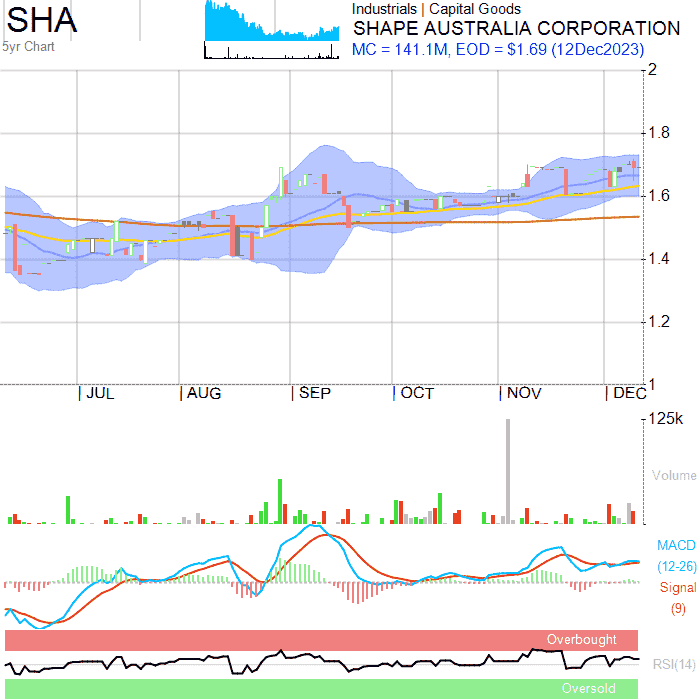 SHA
5yr Chart
Industrials | Capital Goods
SHAPE AUSTRALIA CORPORATION
MC = 141.1M, EOD = $1.69 (12Dec2023)
2
1.8
1.6
1.4
1.2
1
| JUL | AUG | SEP | OCT | NOV | DEC
125k
Volume
MACD
(12-26)
Signal
(9)
Overbought
RSI(14)
Oversold